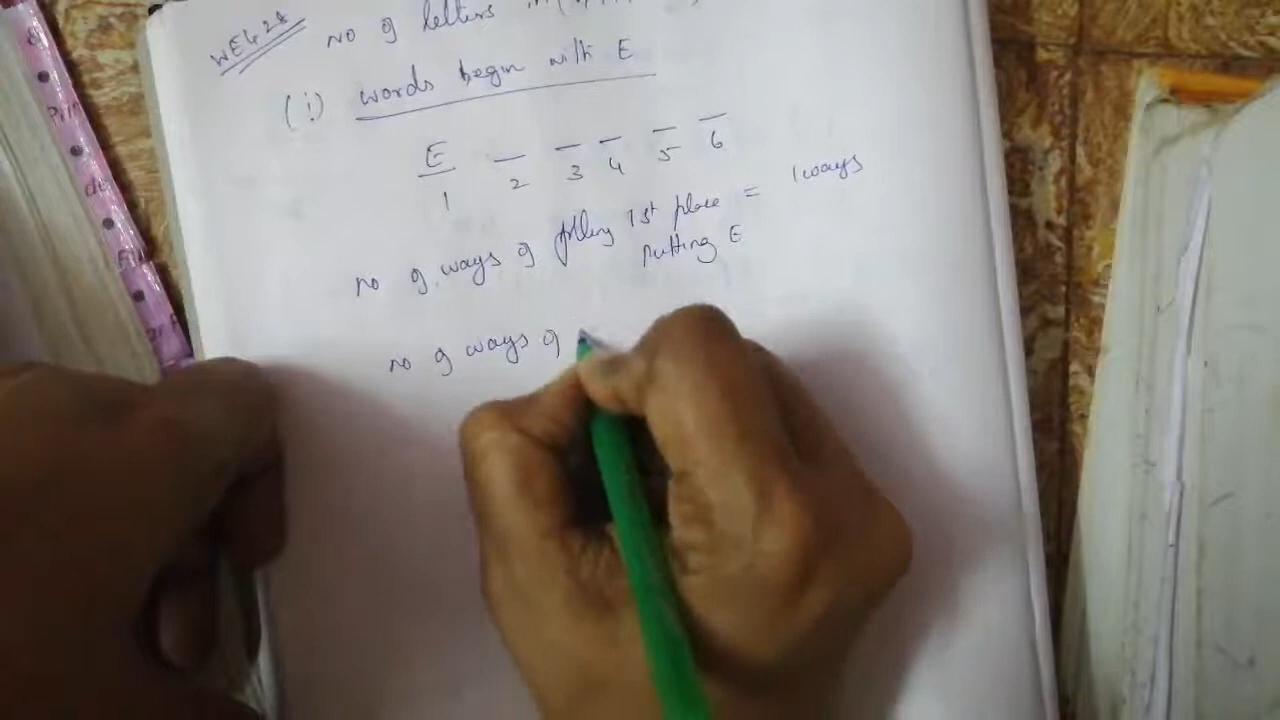 no of letters in
(i) words begin with E
E _ _ _ _ _
1 2 3 4 5 6
no of ways of filling 1st place = 1 ways
putting E
no of ways of